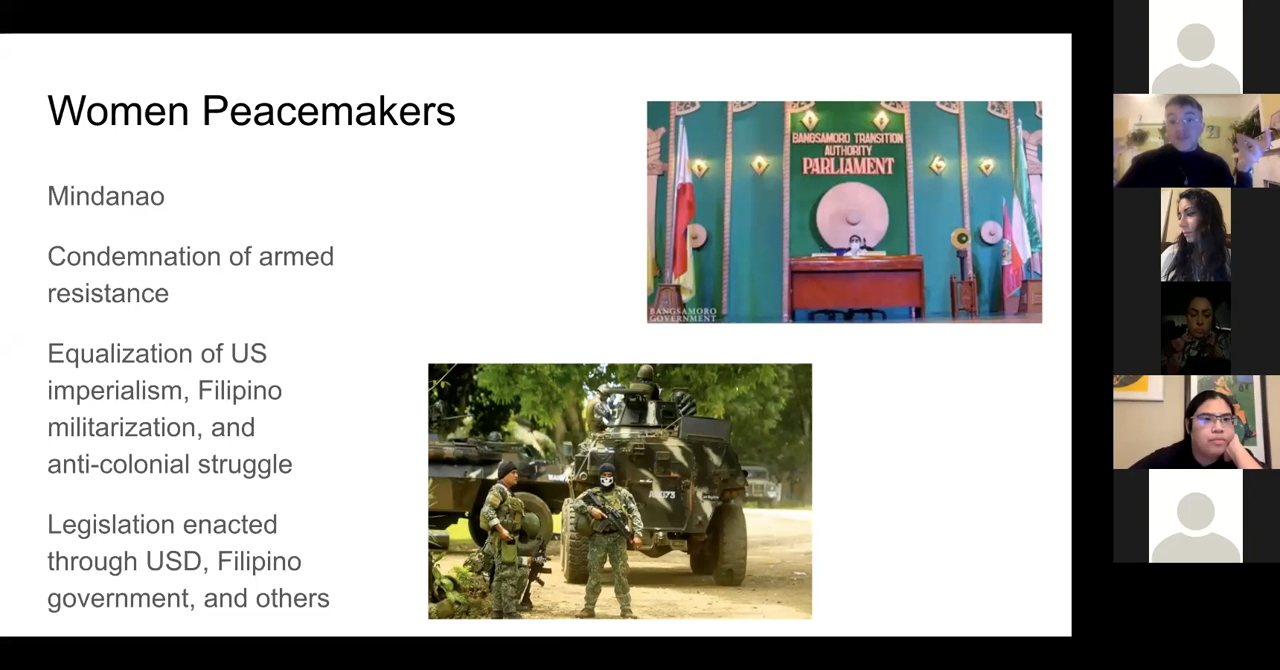 Women Peacemakers
Mindanao
Condemnation of armed
resistance
Equalization of US
imperialism, Filipino
militarization, and
anti-colonial struggle
Legislation enacted
through USD, Filipino
government, and others
BANGSAMORO TRANSITION
AUTHORITY
PARLIAMENT
BANGSAMORO
GOVERNMENT